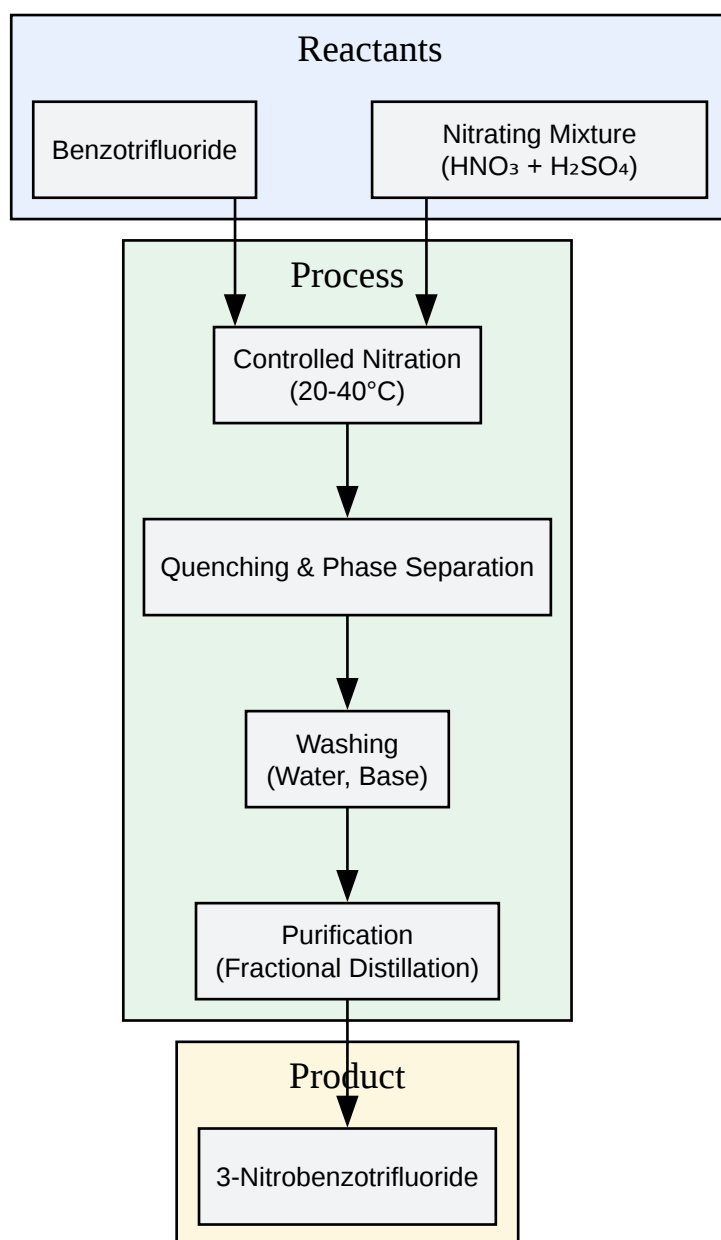 Reactants
Benzotrifluoride
Nitrating Mixture
(HNO₃ + H₂SO₄)
Process
Controlled Nitration
(20-40°C)
Quenching & Phase Separation
Washing
(Water, Base)
Purification
(Fractional Distillation)
Product
3-Nitrobenzotrifluoride